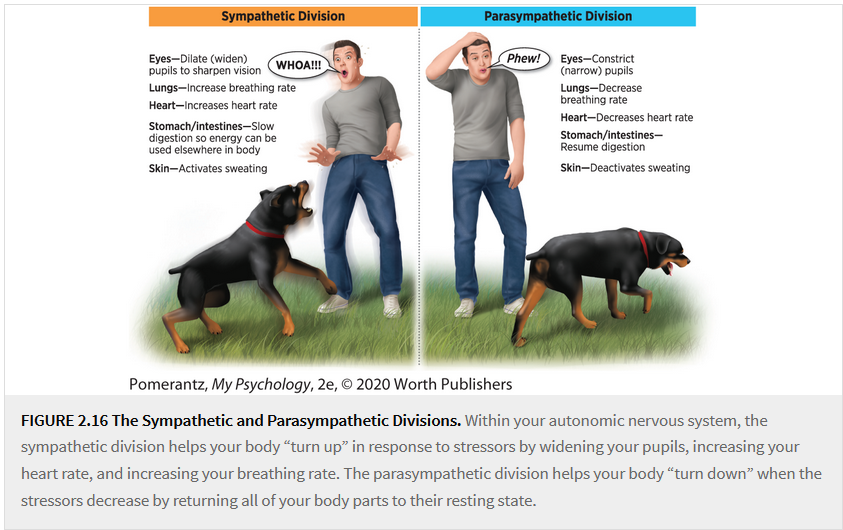 Sympathetic Division
Eyes—Dilate (widen)
pupils to sharpen vision
Lungs—Increase breathing rate
Heart—Increases heart rate
Stomach/intestines—Slow
digestion so energy can be
used elsewhere in body
Skin—Activates sweating
WHOA!!!
Parasympathetic Division
Phew!
Eyes—Constrict
(narrow) pupils
Lungs—Decrease
breathing rate
Heart—Decreases heart rate
Stomach/intestines—
Resume digestion
Skin—Deactivates sweating
Pomerantz, My Psychology, 2e, © 2020 Worth Publishers
FIGURE 2.16 The Sympathetic and Parasympathetic Divisions. Within your autonomic nervous system, the
sympathetic division helps your body “turn up” in response to stressors by widening your pupils, increasing your
heart rate, and increasing your breathing rate. The parasympathetic division helps your body “turn down” when the
stressors decrease by returning all of your body parts to their resting state.